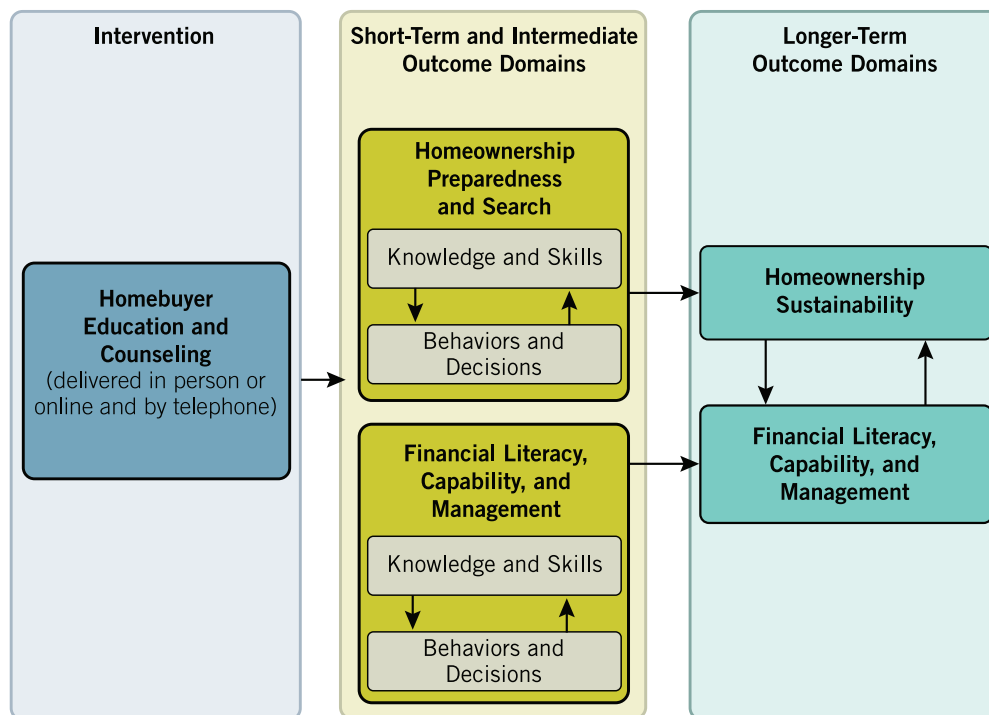 Intervention
Homebuyer
Education and
Counseling
(delivered in person or
online and by telephone)
Short-Term and Intermediate
Outcome Domains
Homeownership
Preparedness
and Search
Knowledge and Skills
Behaviors and
Decisions
Financial Literacy,
Capability, and
Management
Knowledge and Skills
Behaviors and
Decisions
Longer-Term
Outcome Domains
Homeownership
Sustainability
Financial Literacy,
Capability, and
Management